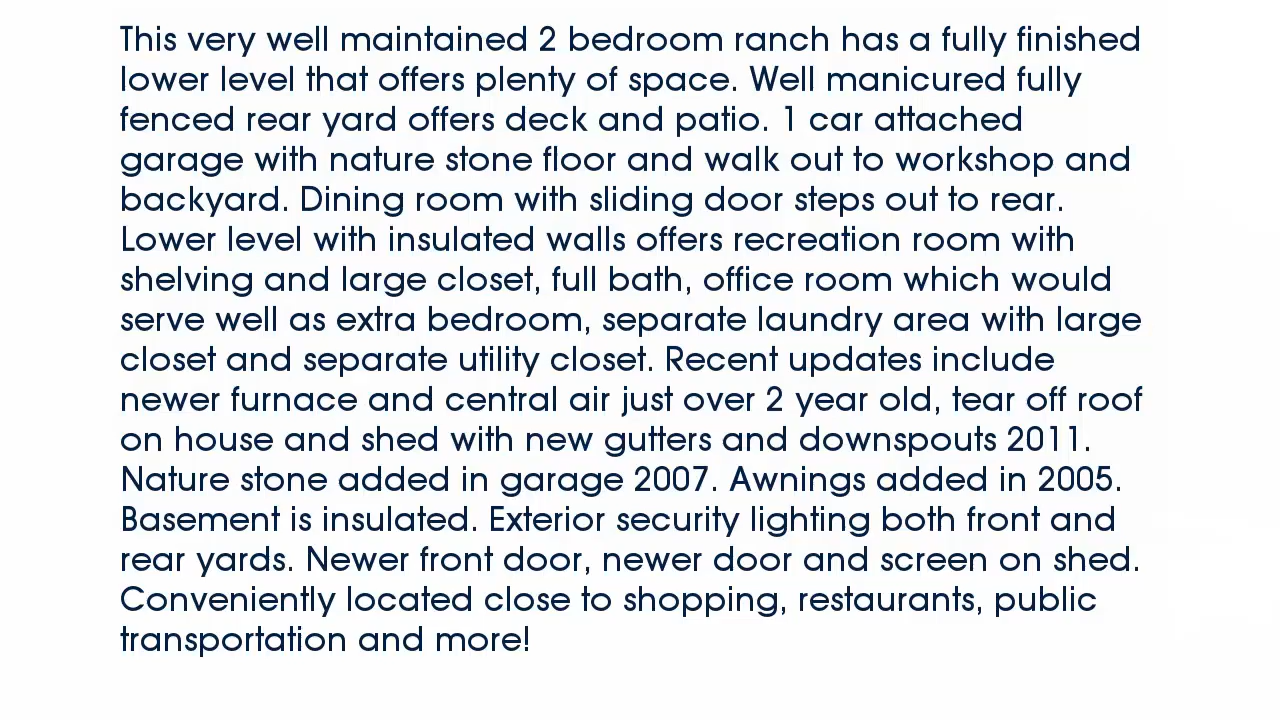 This very well maintained 2 bedroom ranch has a fully finished
lower level that offers plenty of space. Well manicured fully
fenced rear yard offers deck and patio. 1 car attached
garage with nature stone floor and walk out to workshop and
backyard. Dining room with sliding door steps out to rear.
Lower level with insulated walls offers recreation room with
shelving and large closet, full bath, office room which would
serve well as extra bedroom, separate laundry area with large
closet and separate utility closet. Recent updates include
newer furnace and central air just over 2 year old, tear off roof
on house and shed with new gutters and downspouts 2011.
Nature stone added in garage 2007. Awnings added in 2005.
Basement is insulated. Exterior security lighting both front and
rear yards. Newer front door, newer door and screen on shed.
Conveniently located close to shopping, restaurants, public
transportation and more!